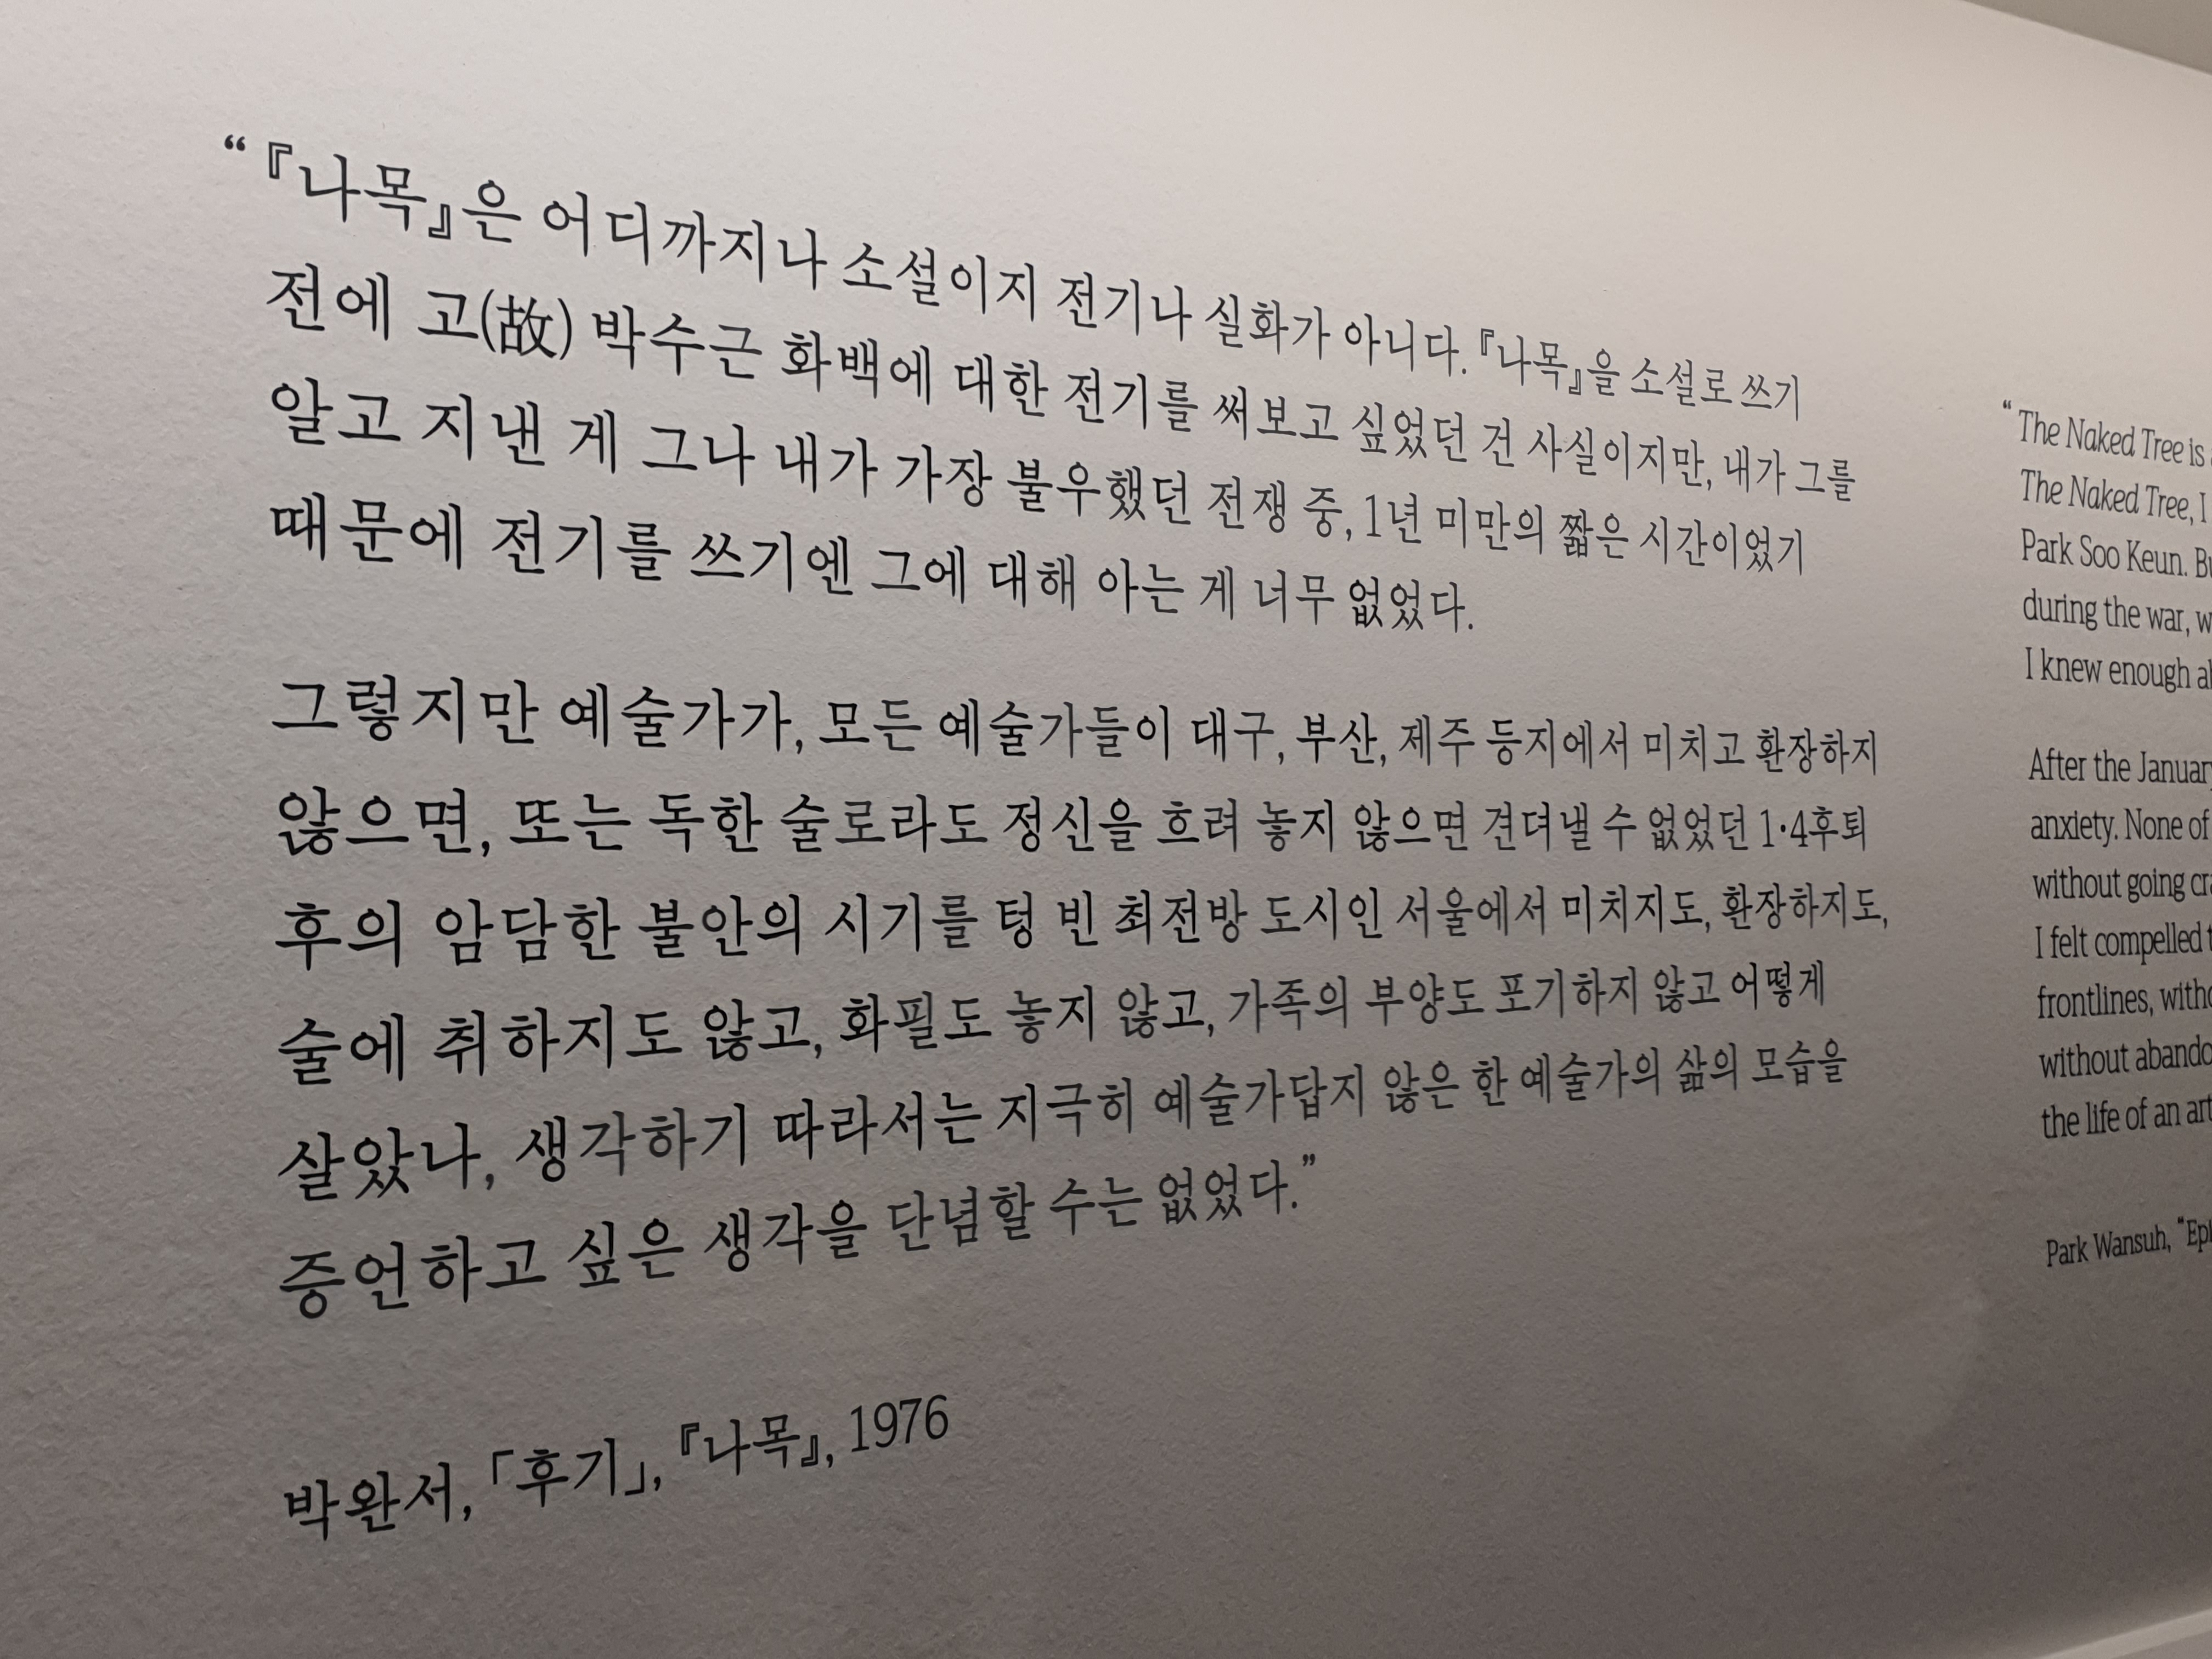 “『나목』은 어디까지나 소설이지 전기나 실화가 아니다. 『나목』을 소설로 쓰기
전에 고(故) 박수근 화백에 대한 전기를 써보고 싶었던 건 사실이지만, 내가 그를
알고 지낸 게 그나 내가 가장 불우했던 전쟁 중, 1년 미만의 짧은 시간이었기
때문에 전기를 쓰기엔 그에 대해 아는 게 너무 없었다.
그렇지만 예술가가, 모든 예술가들이 대구, 부산, 제주 등지에서 미치고 환장하지
않으면, 또는 독한 술로라도 정신을 흐려 놓지 않으면 견뎌낼 수 없었던 1·4후퇴
후의 암담한 불안의 시기를 텅 빈 최전방 도시인 서울에서 미치지도, 환장하지도,
술에 취하지도 않고, 화필도 놓지 않고, 가족의 부양도 포기하지 않고 어떻게
살았나, 생각하기 따라서는 지극히 예술가답지 않은 한 예술가의 삶의 모습을
증언하고 싶은 생각을 단념할 수는 없었다.”
박완서, 「후기」, 『나목』, 1976
“The Naked Tree is
The Naked Tree, I
Park Soo Keun.
during the war,
I knew enough
After the January
anxiety. None of
without going
I felt compelled
frontlines,
without
the life of an
Park Wansuh,